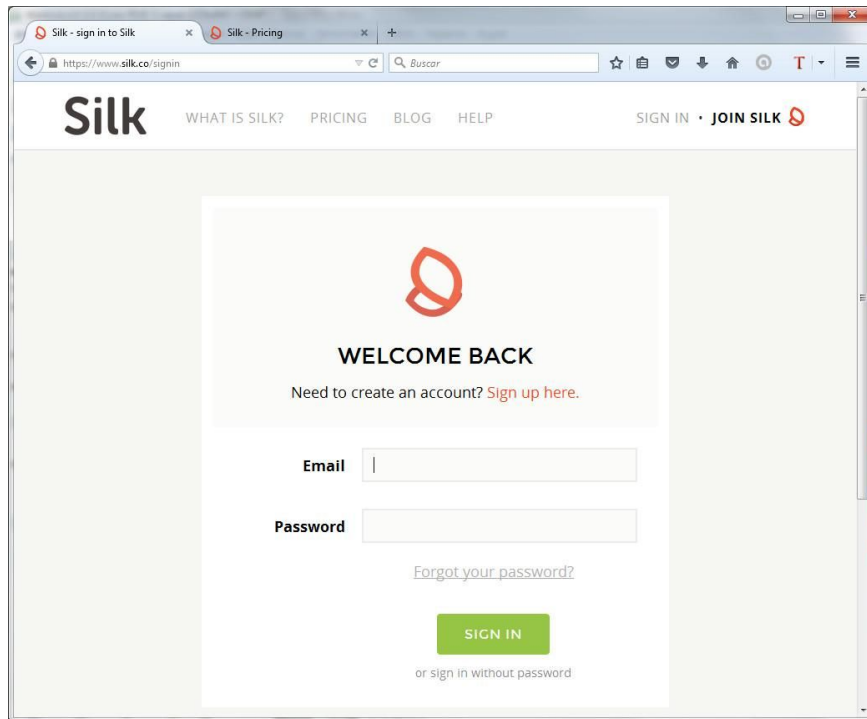 Silk - sign in to Silk
Silk - Pricing
https://www.silk.co/signin
Buscar
T
Silk
WHAT IS SILK? PRICING BLOG HELP
SIGN IN • JOIN SILK
WELCOME BACK
Need to create an account? Sign up here.
Email
Password
Forgot your password?
SIGN IN
or sign in without password